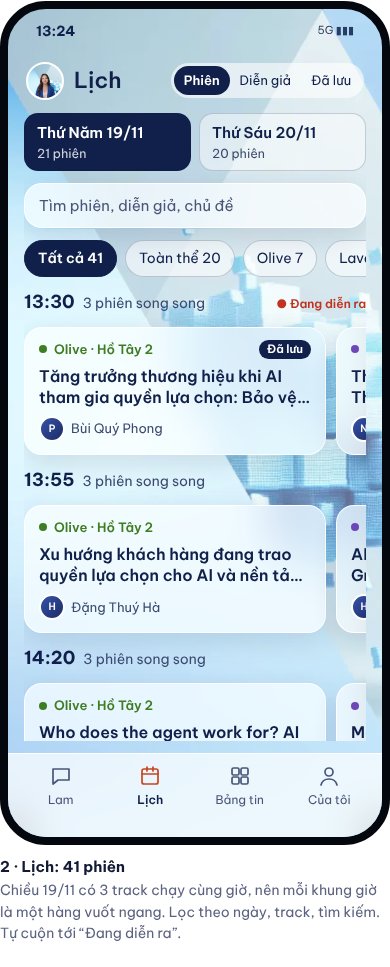 13:24
5G
Lịch
Phiên Diễn giả Đã lưu
Thứ Năm 19/11
21 phiên
Thứ Sáu 20/11
20 phiên
Tìm phiên, diễn giả, chủ đề
Tất cả 41 Toàn thể 20 Olive 7 Lav
13:30 3 phiên song song
Đang diễn ra
Olive · Hồ Tây 2
Đã lưu
Tăng trưởng thương hiệu khi AI
tham gia quyền lựa chọn: Bảo vệ...
P Bùi Quý Phong
13:55 3 phiên song song
Olive · Hồ Tây 2
Xu hướng khách hàng đang trao
quyền lựa chọn cho AI và nền tả...
H Đặng Thuý Hà
14:20 3 phiên song song
Olive · Hồ Tây 2
Who does the agent work for? AI
Lam Lịch Bảng tin Của tôi
2 · Lịch: 41 phiên
Chiều 19/11 có 3 track chạy cùng giờ, nên mỗi khung giờ
là một hàng vuốt ngang. Lọc theo ngày, track, tìm kiếm.
Tự cuộn tới “Đang diễn ra”.